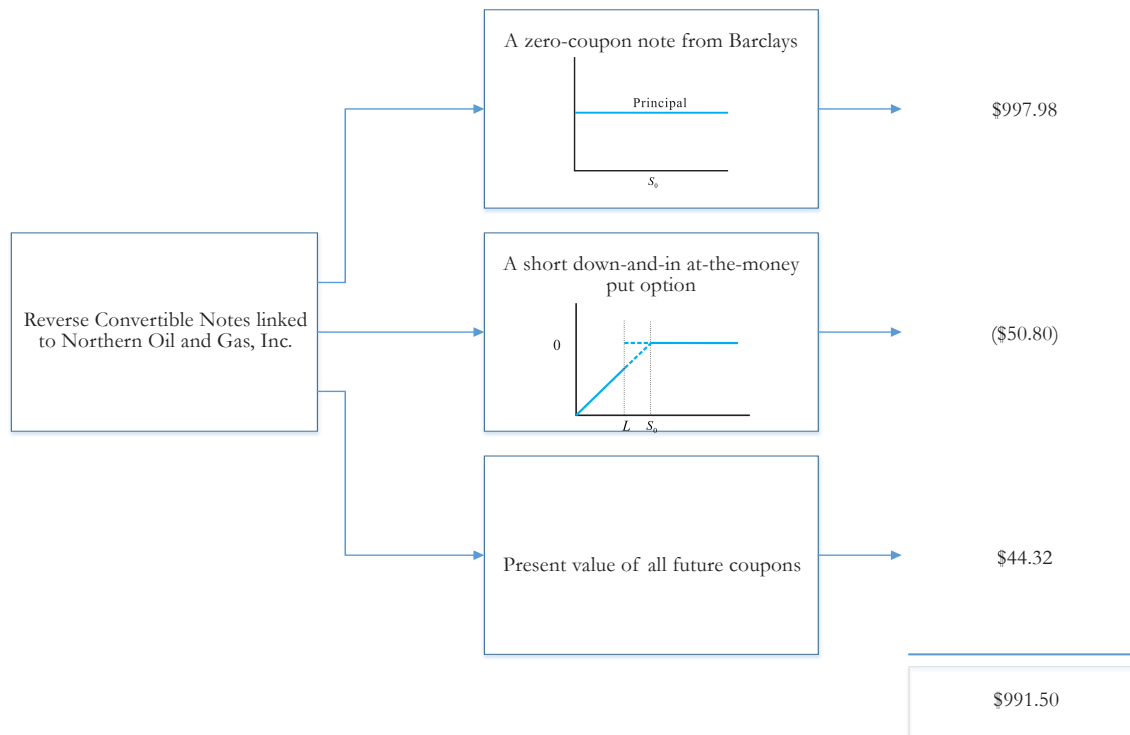 A zero-coupon note from Barclays
Principal
S₀
$997.98
Reverse Convertible Notes linked
to Northern Oil and Gas, Inc.
A short down-and-in at-the-money
put option
0
L S₀
($50.80)
Present value of all future coupons
$44.32
$991.50